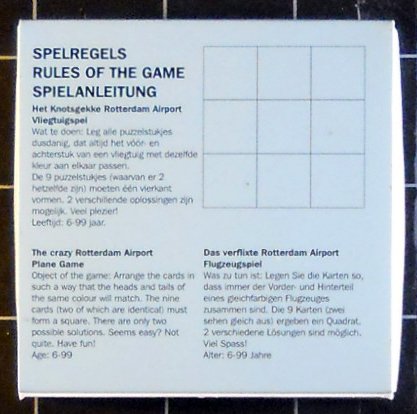 SPELREGELS
RULES OF THE GAME
SPIELANLEITUNG
Het Knotsgekke Rotterdam Airport
Vliegtuigspel
Wat te doen: Leg alle puzzelstukjes
dusdanig, dat altijd het vóór- en
achterstuk van een vliegtuig met dezelfde
kleur aan elkaar passen.
De 9 puzzelstukjes (waarvan er 2
hetzelfde zijn) moeten één vierkant
vormen. 2 verschillende oplossingen zijn
mogelijk. Veel plezier!
Leeftijd: 6-99 jaar.
The crazy Rotterdam Airport
Plane Game
Object of the game: Arrange the cards in
such a way that the heads and tails of
the same colour will match. The nine
cards (two of which are identical) must
form a square. There are only two
possible solutions. Seems easy? Not
quite. Have fun!
Age: 6-99
Das verflixte Rotterdam Airport
Flugzeugspiel
Was zu tun ist: Legen Sie die Karten so,
dass immer der Vorder- und Hinterteil
eines gleichfarbigen Flugzeuges
zusammen sind. Die 9 Karten (zwei
sehen gleich aus) ergeben ein Quadrat.
2 verschiedene Lösungen sind möglich.
Viel Spass!
Alter: 6-99 Jahre